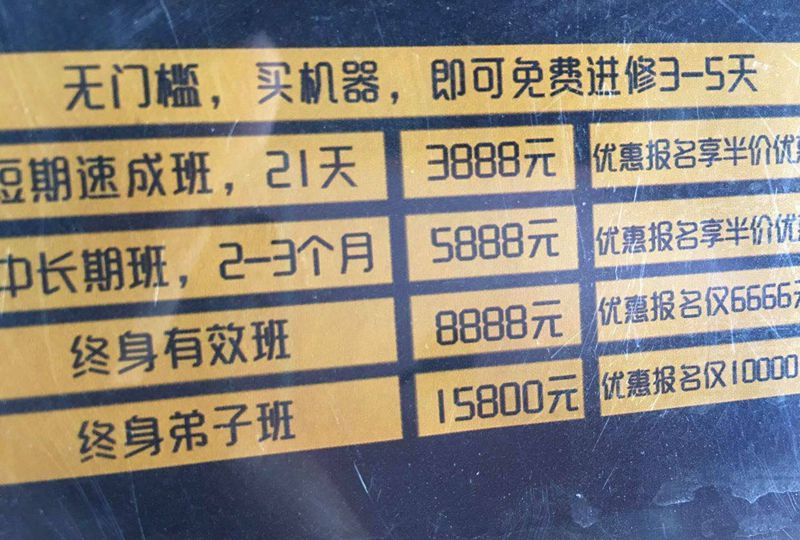 无门槛，买机器，即可免费进修3-5天
短期速成班，21天 3888元 优惠报名享半价优惠
中长期班，2-3个月 5888元 优惠报名享半价优惠
终身有效班 8888元 优惠报名仅6666元
终身弟子班 15800元 优惠报名仅10000